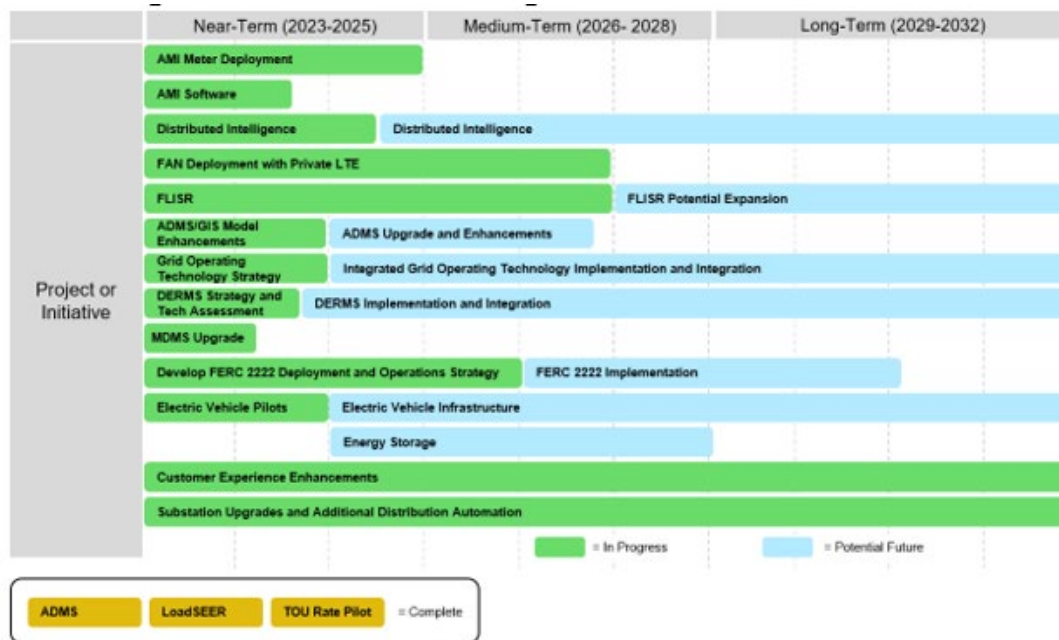 Near-Term (2023-2025)
Medium-Term (2026- 2028)
Long-Term (2029-2032)
Project or
Initiative
AMI Meter Deployment
AMI Software
Distributed Intelligence
Distributed Intelligence
FAN Deployment with Private LTE
FLISR
FLISR Potential Expansion
ADMS/GIS Model
Enhancements
ADMS Upgrade and Enhancements
Grid Operating
Technology Strategy
Integrated Grid Operating Technology Implementation and Integration
DERMS Strategy and
Tech Assessment
DERMS Implementation and Integration
MDMS Upgrade
Develop FERC 2222 Deployment and Operations Strategy
FERC 2222 Implementation
Electric Vehicle Pilots
Electric Vehicle Infrastructure
Energy Storage
Customer Experience Enhancements
Substation Upgrades and Additional Distribution Automation
= In Progress
= Potential Future
ADMS
LoadSEER
TOU Rate Pilot
= Complete